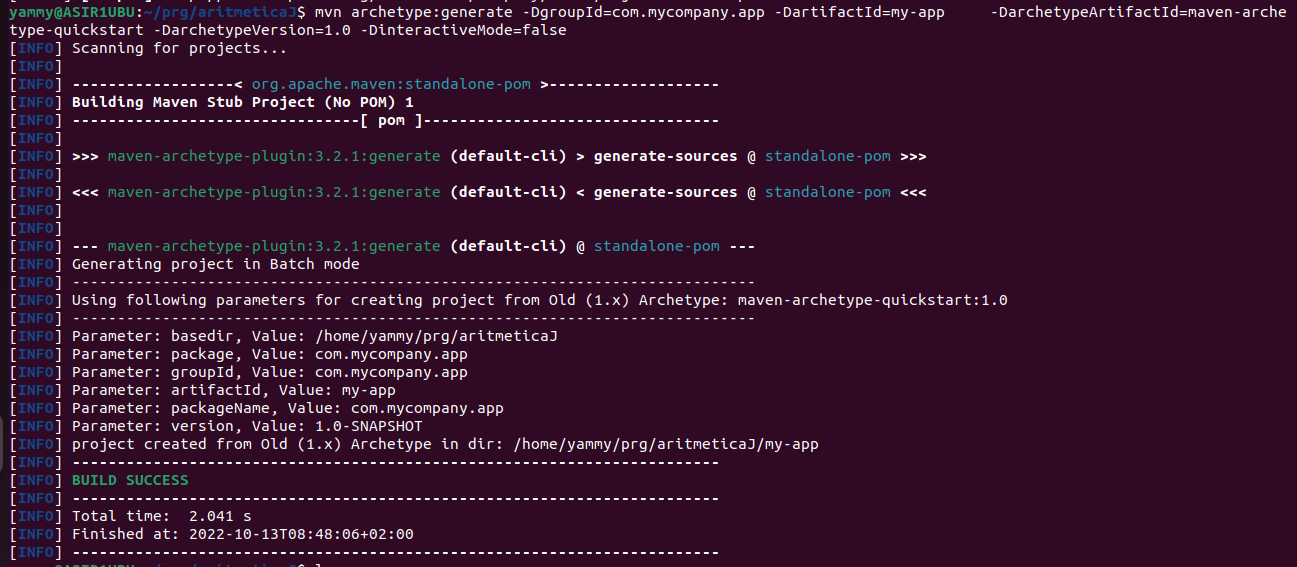 yammy@ASIR1UBU:~/prg/aritmeticaJ$ mvn archetype:generate -DgroupId=com.mycompany.app -DartifactId=my-app     -DarchetypeArtifactId=maven-arche
type-quickstart -DarchetypeVersion=1.0 -DinteractiveMode=false
[INFO] Scanning for projects...
[INFO]
[INFO] ------------------< org.apache.maven:standalone-pom >-------------------
[INFO] Building Maven Stub Project (No POM) 1
[INFO] --------------------------------[ pom ]---------------------------------
[INFO]
[INFO] >>> maven-archetype-plugin:3.2.1:generate (default-cli) > generate-sources @ standalone-pom >>>
[INFO]
[INFO] <<< maven-archetype-plugin:3.2.1:generate (default-cli) < generate-sources @ standalone-pom <<<
[INFO]
[INFO]
[INFO] --- maven-archetype-plugin:3.2.1:generate (default-cli) @ standalone-pom ---
[INFO] Generating project in Batch mode
[INFO] ----------------------------------------------------------------------------
[INFO] Using following parameters for creating project from Old (1.x) Archetype: maven-archetype-quickstart:1.0
[INFO] ----------------------------------------------------------------------------
[INFO] Parameter: basedir, Value: /home/yammy/prg/aritmeticaJ
[INFO] Parameter: package, Value: com.mycompany.app
[INFO] Parameter: groupId, Value: com.mycompany.app
[INFO] Parameter: artifactId, Value: my-app
[INFO] Parameter: packageName, Value: com.mycompany.app
[INFO] Parameter: version, Value: 1.0-SNAPSHOT
[INFO] project created from Old (1.x) Archetype in dir: /home/yammy/prg/aritmeticaJ/my-app
[INFO] ------------------------------------------------------------------------
[INFO] BUILD SUCCESS
[INFO] ------------------------------------------------------------------------
[INFO] Total time:  2.041 s
[INFO] Finished at: 2022-10-13T08:48:06+02:00
[INFO] ------------------------------------------------------------------------